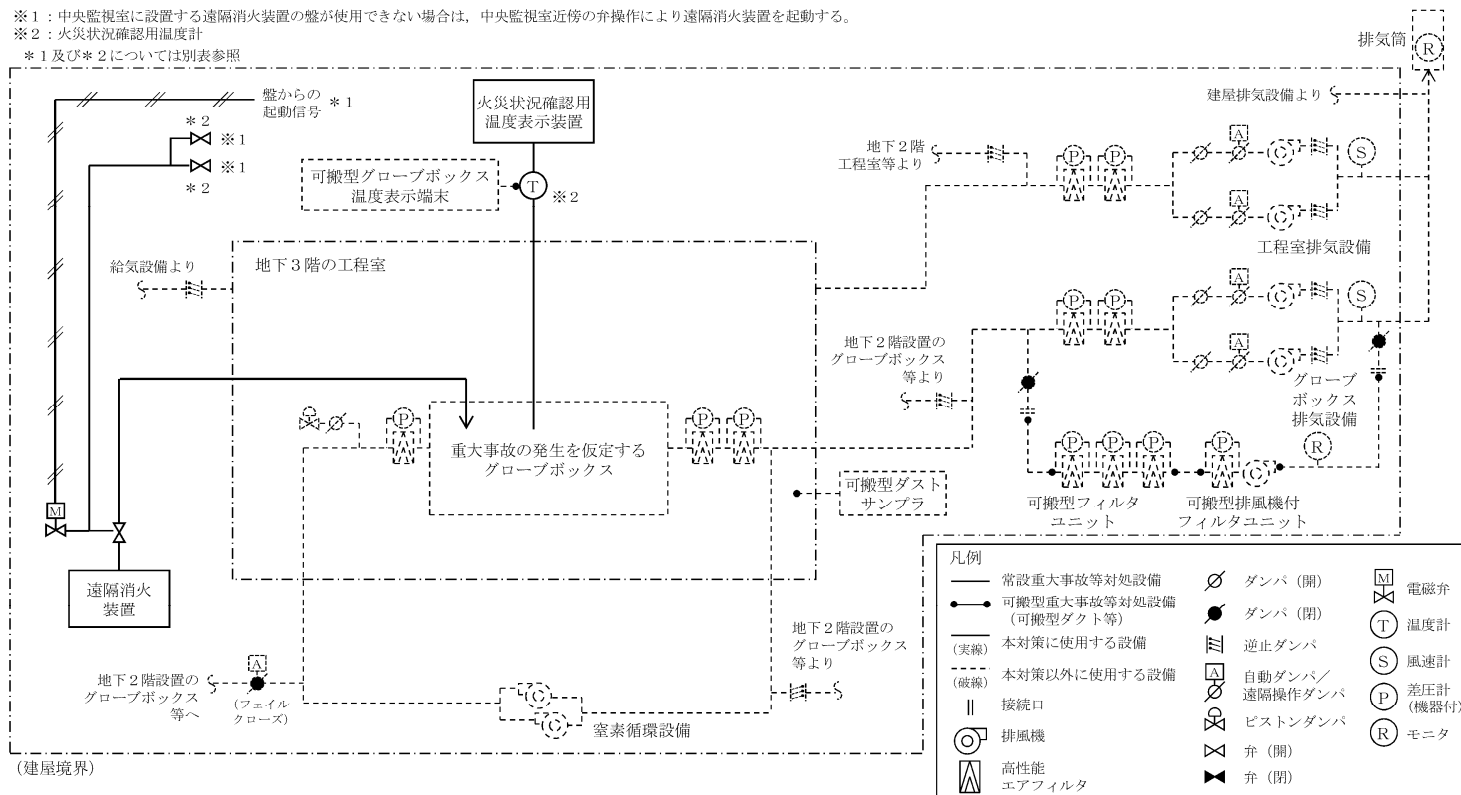 ※1：中央監視室に設置する遠隔消火装置の盤が使用できない場合は，中央監視室近傍の弁操作により遠隔消火装置を起動する。
※2：火災状況確認用温度計
＊1及び＊2については別表参照
排気筒
R
盤からの
起動信号
＊1
＊2
※1
※1
＊2
火災状況確認用
温度表示装置
可搬型グローブボックス
温度表示端末
T
※2
建屋排気設備より
地下2階
工程室等より
P
P
A
A
S
工程室排気設備
給気設備より
地下3階の工程室
地下2階設置の
グローブボックス
等より
P
P
A
A
S
グローブ
ボックス
排気設備
P
重大事故の発生を仮定する
グローブボックス
P
P
可搬型ダスト
サンプラ
P
P
P
P
R
可搬型フィルタ
ユニット
可搬型排風機付
フィルタユニット
M
遠隔消火
装置
地下2階設置の
グローブボックス
等へ
A
(フェイル
クローズ)
窒素循環設備
地下2階設置の
グローブボックス
等より
(建屋境界)
凡例
常設重大事故等対処設備
可搬型重大事故等対処設備
(可搬型ダクト等)
(実線)
本対策に使用する設備
(破線)
本対策以外に使用する設備
接続口
排風機
高性能
エアフィルタ
ダンパ（開）
ダンパ（閉）
逆止ダンパ
A
自動ダンパ／
遠隔操作ダンパ
ピストンダンパ
弁（開）
弁（閉）
M
電磁弁
T
温度計
S
風速計
P
差圧計
(機器付)
R
モニタ